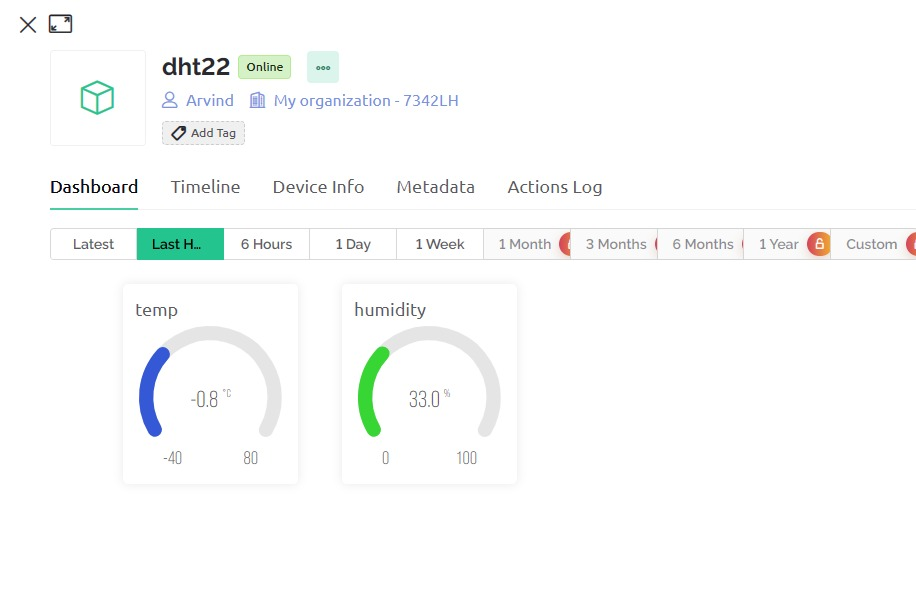 dht22 Online
Arvind My organization - 7342LH
Add Tag
Dashboard Timeline Device Info Metadata Actions Log
Latest Last H... 6 Hours 1 Day 1 Week 1 Month 3 Months 6 Months 1 Year Custom
temp humidity
-0.8 °C 33.0 %
-40 80 0 100